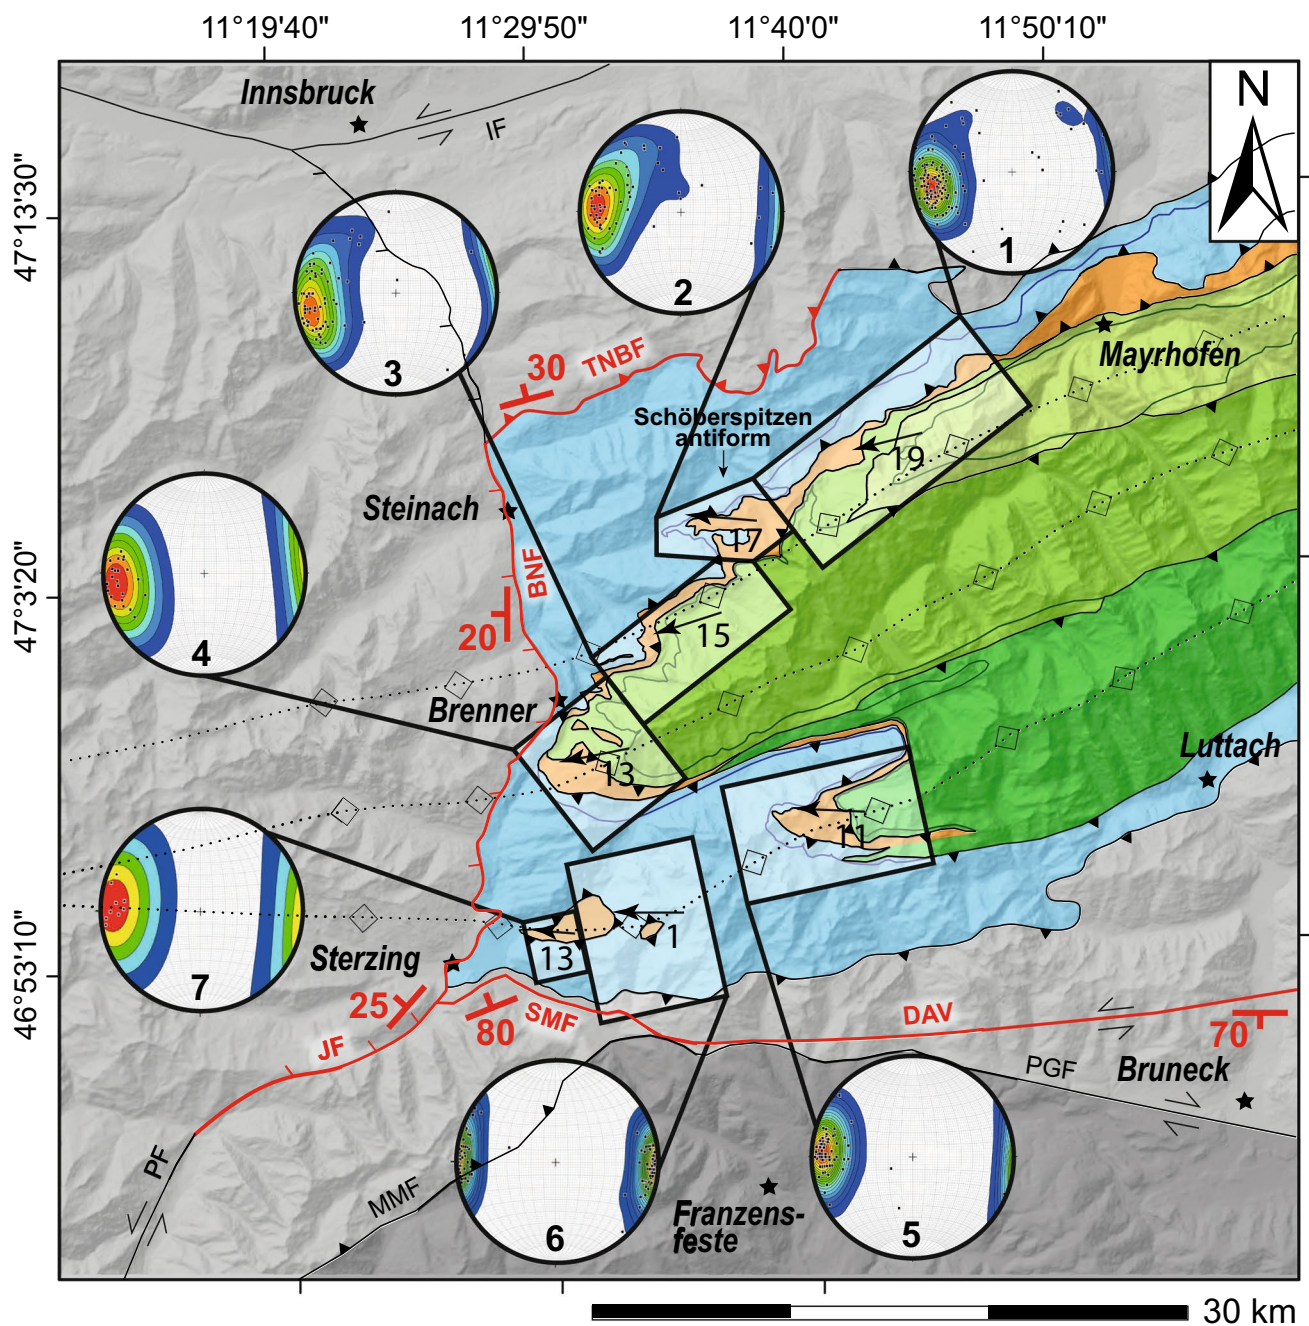 11°19'40"
11°29'50"
11°40'0"
11°50'10"
N
Innsbruck
IF
1
2
3
47°13'30"
Mayrhofen
30
TNBF
Schöberspitzen
antiform
19
17
Steinach
BNF
47°3'20"
20
15
4
Brenner
13
Luttach
11
7
Sterzing
13
1
46°53'10"
25
80
SMF
DAV
70
JF
PGF
Bruneck
PF
MMF
6
Franzens-
feste
5
30 km